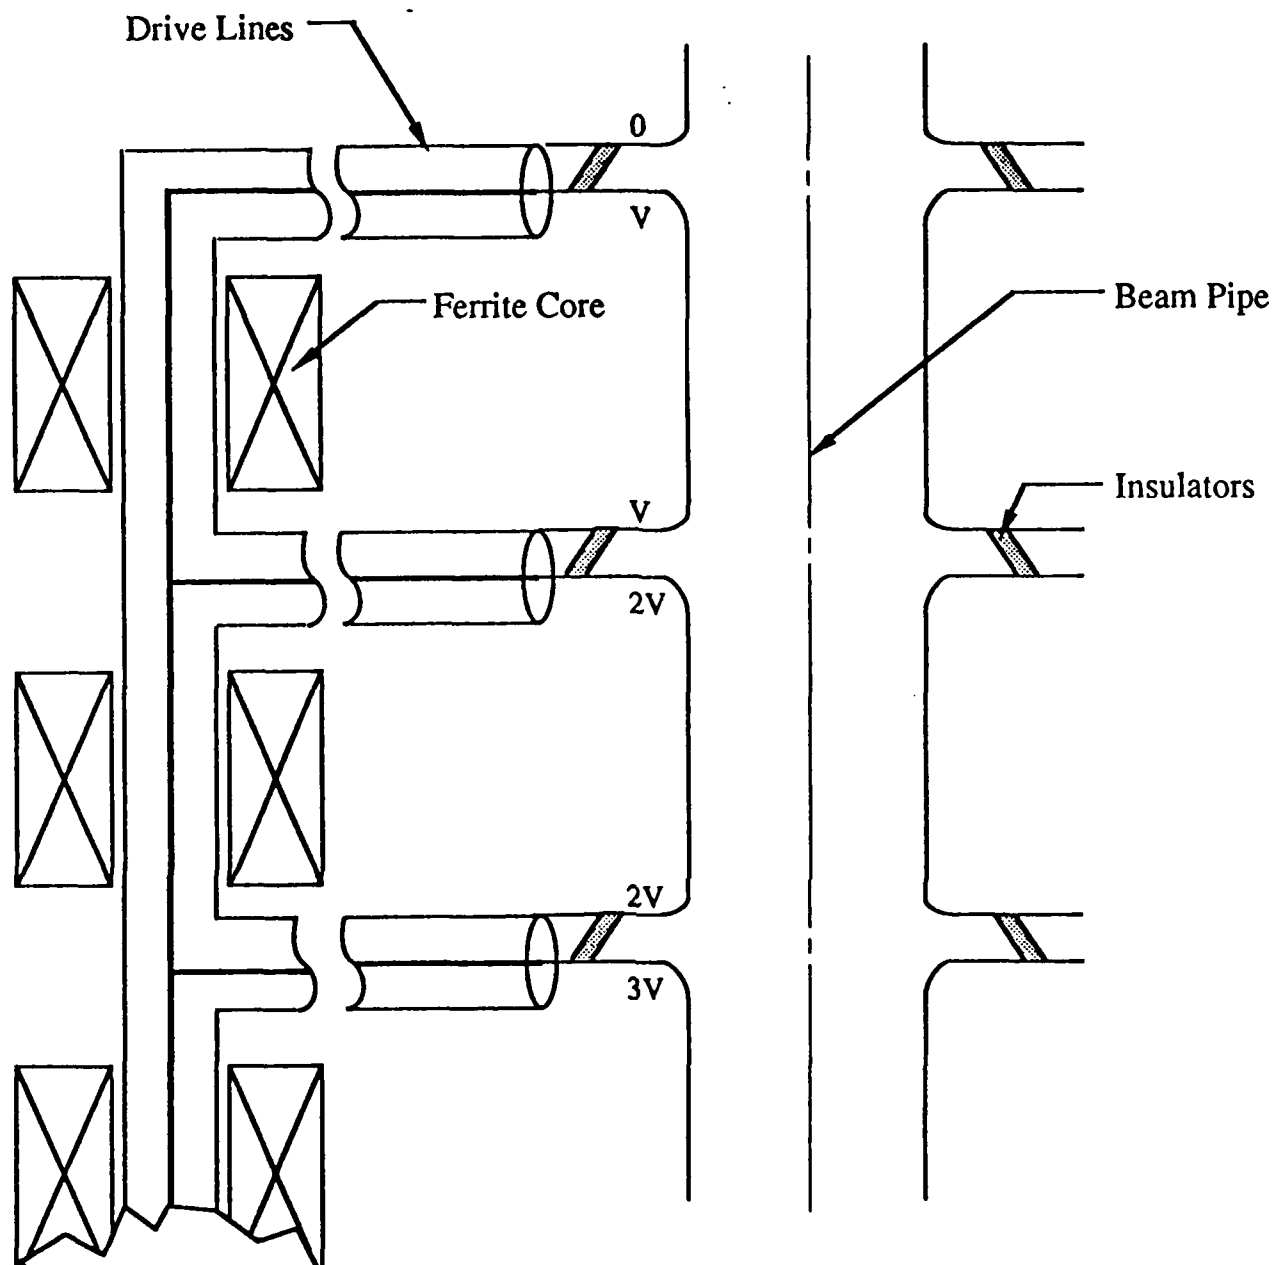 Drive Lines
0
V
Ferrite Core
Beam Pipe
V
Insulators
2V
2V
3V